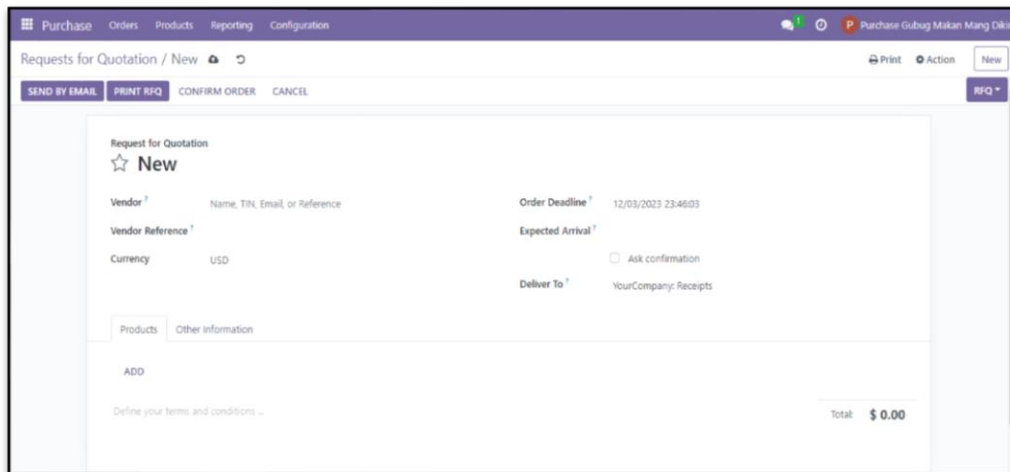 Purchase Orders Products Reporting Configuration 1 P Purchase Gubug Makan Mang
Requests for Quotation / New Print Action New
SEND BY EMAIL PRINT RFQ CONFIRM ORDER CANCEL RFQ
Request for Quotation
New
Vendor ? Name, TIN, Email, or Reference Order Deadline ? 12/03/2023 23:46:03
Vendor Reference ? Expected Arrival ?
Currency USD Ask confirmation
Deliver To ? YourCompany: Receipts
Products Other Information
ADD
Define your terms and conditions ...
Total: $ 0.00